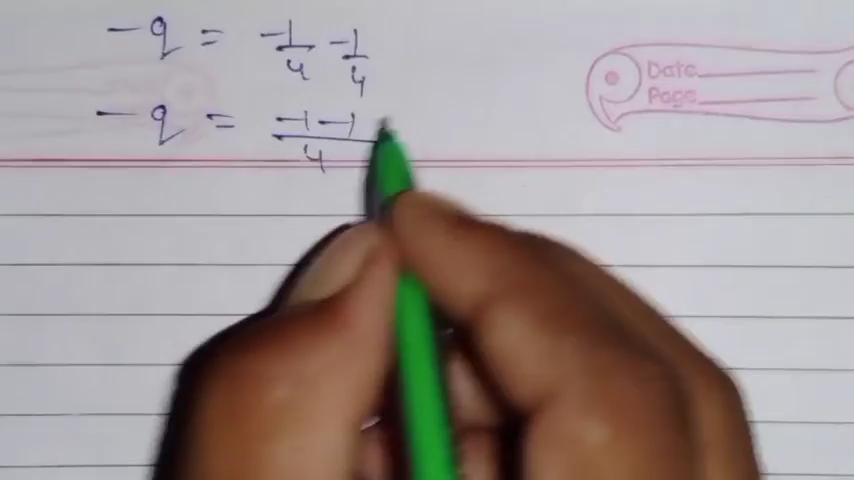 -q = -1/4 -1/4
-q = -1-1/4
Date
Page